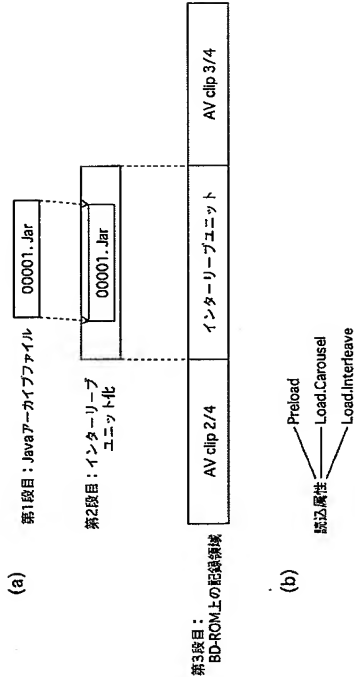 (a)
第1段目：Javaアーカイブファイル
00001. Jar
第2段目：インターリーブ
ユニット化
00001. Jar
第3段目：
BD-ROM上の記録領域
AV clip 2/4
インターリーブユニット
AV clip 3/4
(b)
読込属性
Preload
Load.Carousel
Load.Interleave